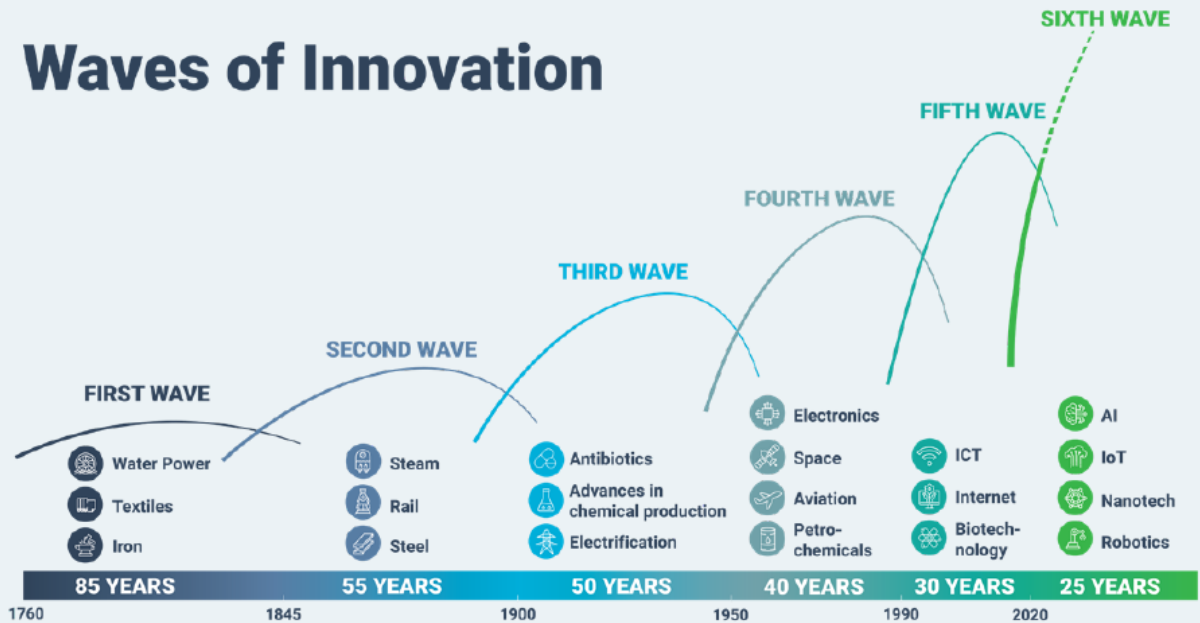 SIXTH WAVE
Waves of Innovation
FIFTH WAVE
FOURTH WAVE
THIRD WAVE
SECOND WAVE
FIRST WAVE
Water Power
Textiles
Iron
Steam
Rail
Steel
Antibiotics
Advances in
chemical production
Electrification
Electronics
Space
Aviation
Petro-
chemicals
ICT
Internet
Biotech-
nology
AI
IoT
Nanotech
Robotics
85 YEARS
55 YEARS
50 YEARS
40 YEARS
30 YEARS
25 YEARS
1760
1845
1900
1950
1990
2020